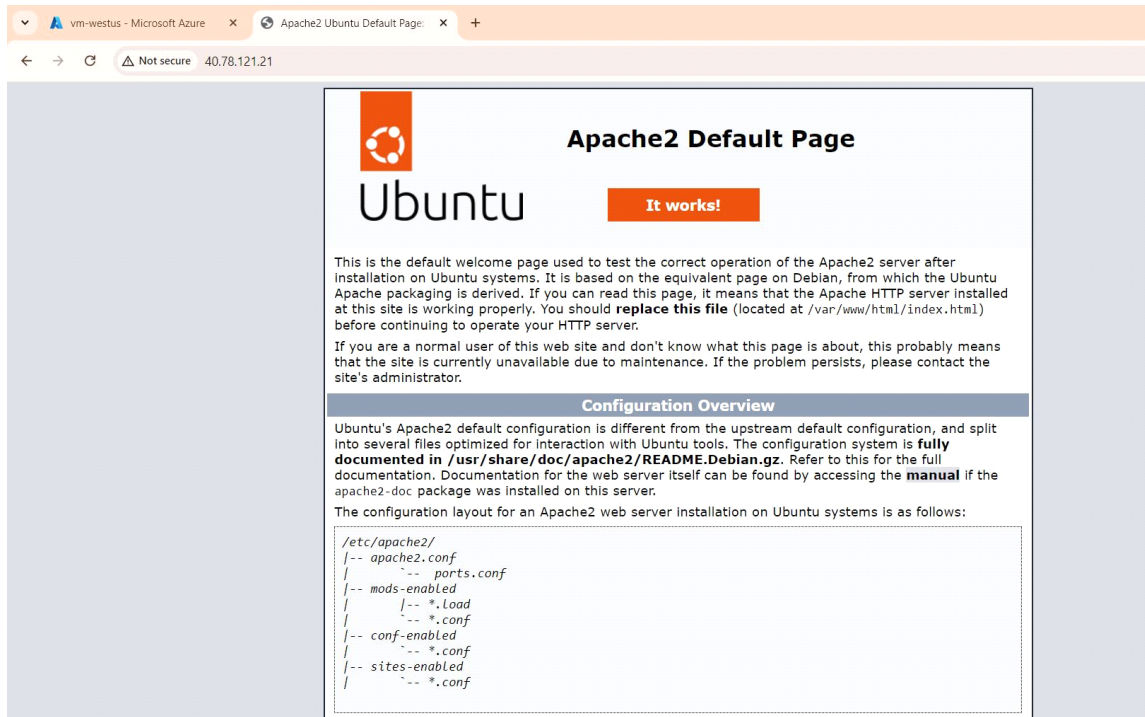 vm-westus - Microsoft Azure
Apache2 Ubuntu Default Page:
Not secure 40.78.121.21
Apache2 Default Page
Ubuntu
It works!
This is the default welcome page used to test the correct operation of the Apache2 server after
installation on Ubuntu systems. It is based on the equivalent page on Debian, from which the Ubuntu
Apache packaging is derived. If you can read this page, it means that the Apache HTTP server installed
at this site is working properly. You should replace this file (located at /var/www/html/index.html)
before continuing to operate your HTTP server.
If you are a normal user of this web site and don't know what this page is about, this probably means
that the site is currently unavailable due to maintenance. If the problem persists, please contact the
site's administrator.
Configuration Overview
Ubuntu's Apache2 default configuration is different from the upstream default configuration, and split
into several files optimized for interaction with Ubuntu tools. The configuration system is fully
documented in /usr/share/doc/apache2/README.Debian.gz. Refer to this for the full
documentation. Documentation for the web server itself can be found by accessing the manual if the
apache2-doc package was installed on this server.
The configuration layout for an Apache2 web server installation on Ubuntu systems is as follows:
/etc/apache2/
|-- apache2.conf
|       `--  ports.conf
|-- mods-enabled
|       |-- *.load
|       `-- *.conf
|-- conf-enabled
|       `-- *.conf
|-- sites-enabled
|       `-- *.conf